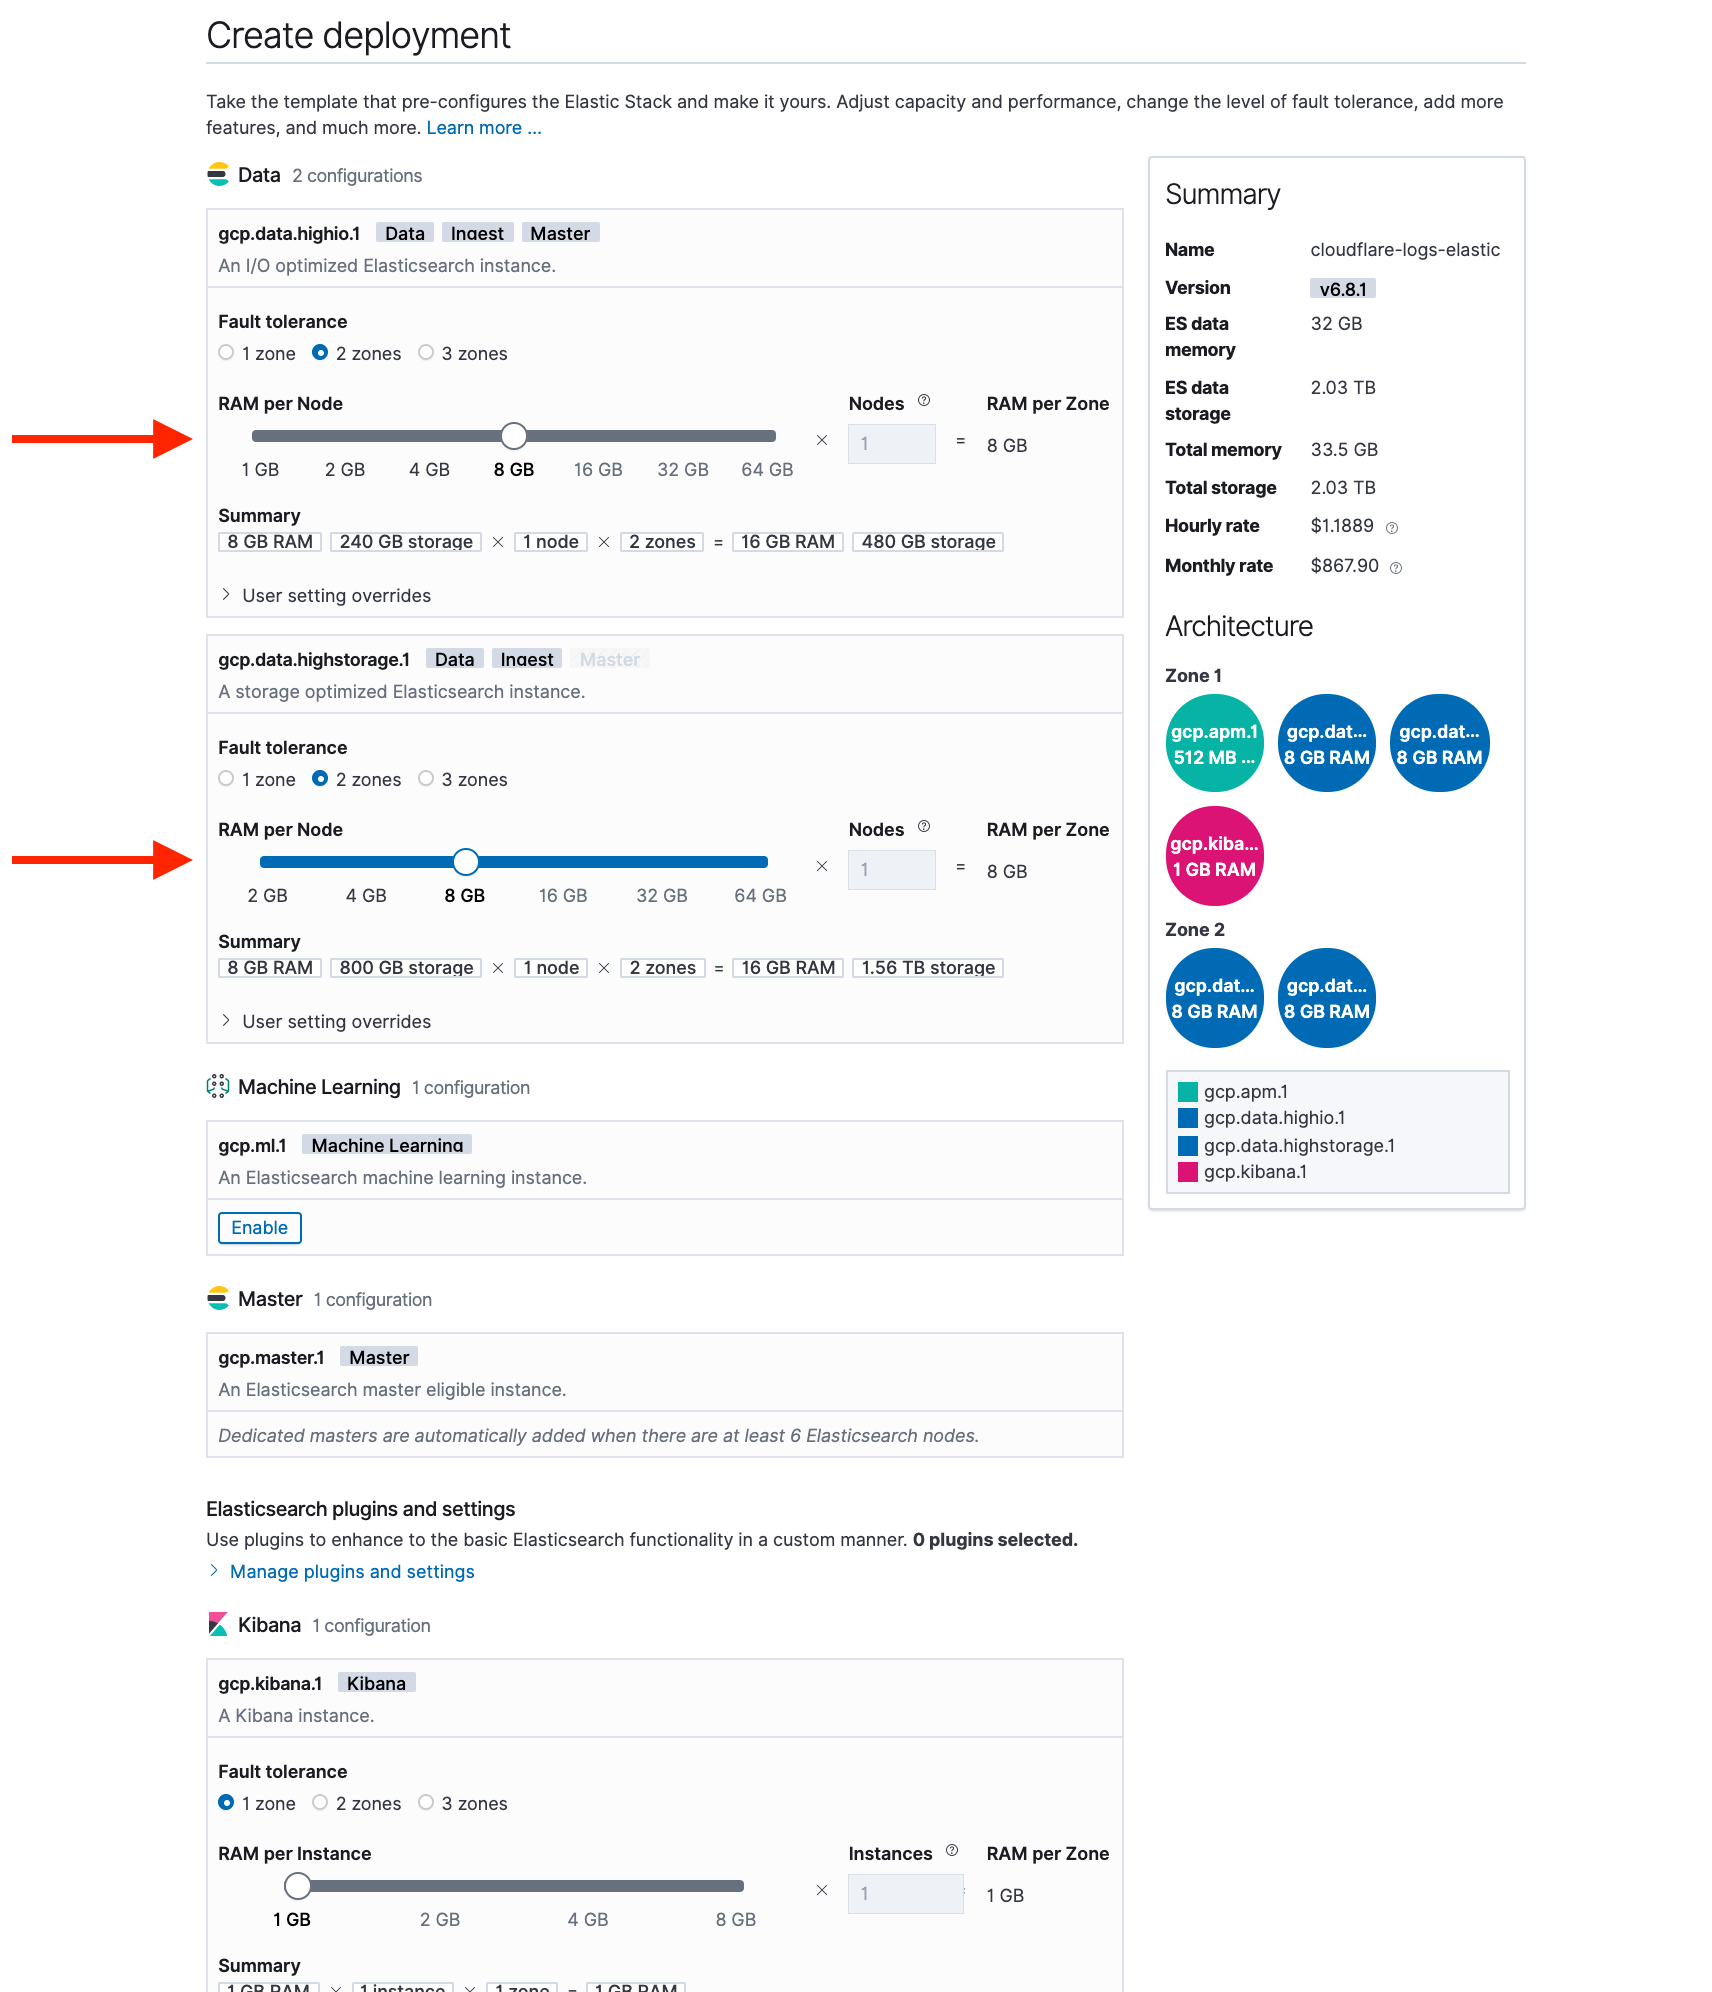 Create deployment
Take the template that pre-configures the Elastic Stack and make it yours. Adjust capacity and performance, change the level of fault tolerance, add more
features, and much more. Learn more ...
Data 2 configurations
gcp.data.highio.1 Data Ingest Master
An I/O optimized Elasticsearch instance.
Fault tolerance
1 zone 2 zones 3 zones
RAM per Node Nodes RAM per Zone
× 1 = 8 GB
1 GB 2 GB 4 GB 8 GB 16 GB 32 GB 64 GB
Summary
8 GB RAM 240 GB storage × 1 node × 2 zones = 16 GB RAM 480 GB storage
User setting overrides
gcp.data.highstorage.1 Data Ingest Master
A storage optimized Elasticsearch instance.
Fault tolerance
1 zone 2 zones 3 zones
RAM per Node Nodes RAM per Zone
× 1 = 8 GB
2 GB 4 GB 8 GB 16 GB 32 GB 64 GB
Summary
8 GB RAM 800 GB storage × 1 node × 2 zones = 16 GB RAM 1.56 TB storage
User setting overrides
Machine Learning 1 configuration
gcp.ml.1 Machine Learning
An Elasticsearch machine learning instance.
Enable
Master 1 configuration
gcp.master.1 Master
An Elasticsearch master eligible instance.
Dedicated masters are automatically added when there are at least 6 Elasticsearch nodes.
Elasticsearch plugins and settings
Use plugins to enhance to the basic Elasticsearch functionality in a custom manner. 0 plugins selected.
Manage plugins and settings
Kibana 1 configuration
gcp.kibana.1 Kibana
A Kibana instance.
Fault tolerance
1 zone 2 zones 3 zones
RAM per Instance Instances RAM per Zone
× 1 1 GB
1 GB 2 GB 4 GB 8 GB
Summary
1 GB RAM × 1 instance × 1 zone = 1 GB RAM
Summary
Name cloudflare-logs-elastic
Version v6.8.1
ES data 32 GB
memory
ES data 2.03 TB
storage
Total memory 33.5 GB
Total storage 2.03 TB
Hourly rate $1.1889
Monthly rate $867.90
Architecture
Zone 1
gcp.apm.1 gcp.dat... gcp.dat...
512 MB ... 8 GB RAM 8 GB RAM
gcp.kiba...
1 GB RAM
Zone 2
gcp.dat... gcp.dat...
8 GB RAM 8 GB RAM
gcp.apm.1
gcp.data.highio.1
gcp.data.highstorage.1
gcp.kibana.1